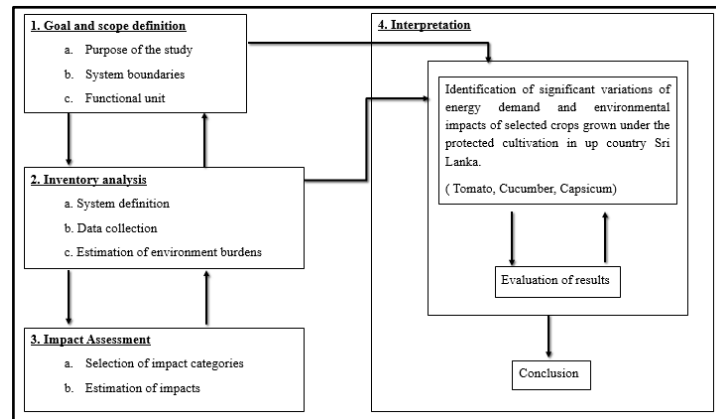 1. Goal and scope definition
a. Purpose of the study
b. System boundaries
c. Functional unit
2. Inventory analysis
a. System definition
b. Data collection
c. Estimation of environment burdens
3. Impact Assessment
a. Selection of impact categories
b. Estimation of impacts
4. Interpretation
Identification of significant variations of
energy demand and environmental
impacts of selected crops grown under the
protected cultivation in up country Sri
Lanka.
( Tomato, Cucumber, Capsicum)
Evaluation of results
Conclusion